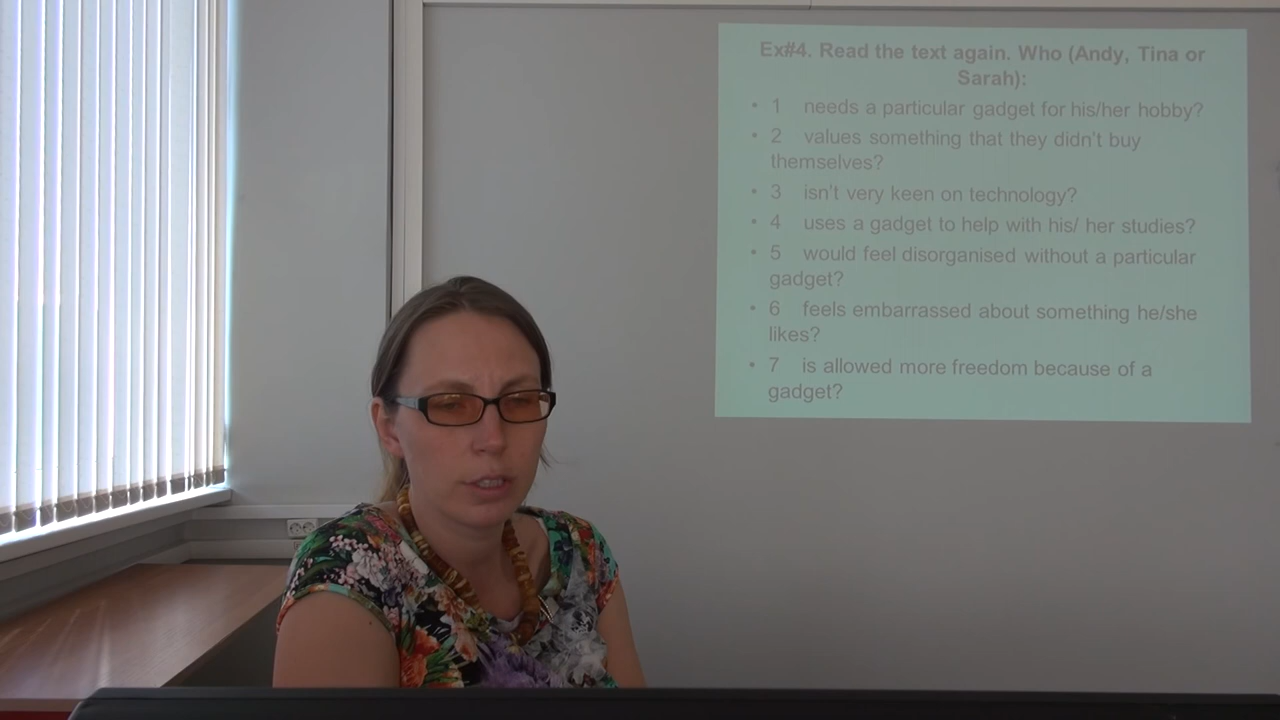 Ex#4. Read the text again. Who (Andy, Tina or
Sarah):
• 1 needs a particular gadget for his/her hobby?
• 2 values something that they didn't buy
themselves?
• 3 isn't very keen on technology?
• 4 uses a gadget to help with his/ her studies?
• 5 would feel disorganised without a particular
gadget?
• 6 feels embarrassed about something he/she
likes?
• 7 is allowed more freedom because of a
gadget?